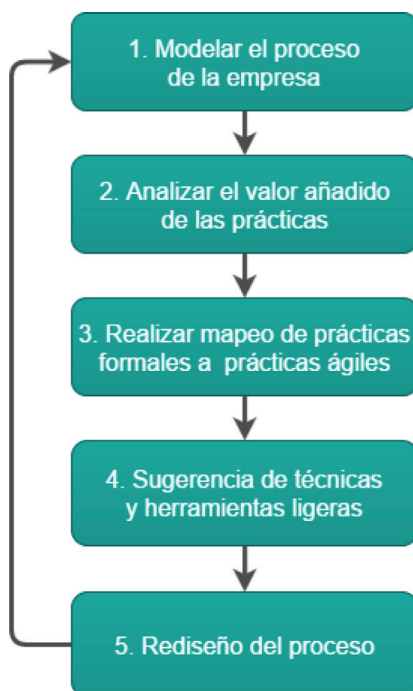 1. Modelar el proceso
de la empresa
2. Analizar el valor añadido
de las prácticas
3. Realizar mapeo de prácticas
formales a prácticas ágiles
4. Sugerencia de técnicas
y herramientas ligeras
5. Rediseño del proceso